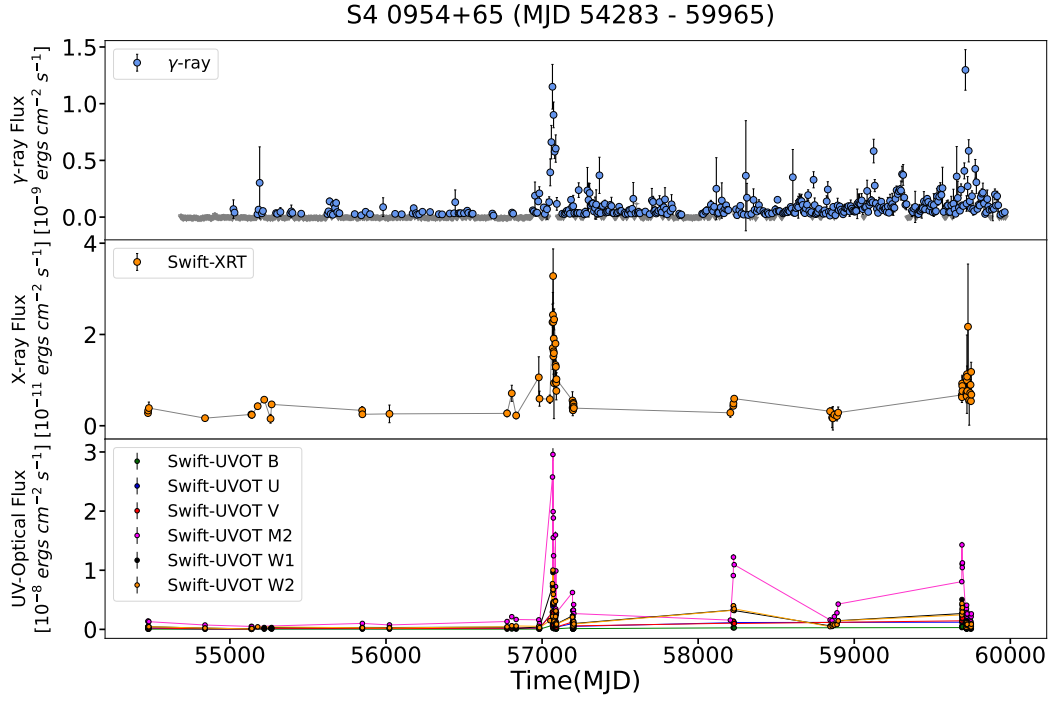 S4 0954+65 (MJD 54283 - 59965)
γ-ray Flux
[10⁻⁹ ergs cm⁻² s⁻¹]
1.5
1.0
0.5
0.0
γ-ray
X-ray Flux
[10⁻¹¹ ergs cm⁻² s⁻¹]
4
2
0
Swift-XRT
UV-Optical Flux
[10⁻⁸ ergs cm⁻² s⁻¹]
3
2
1
0
Swift-UVOT B
Swift-UVOT U
Swift-UVOT V
Swift-UVOT M2
Swift-UVOT W1
Swift-UVOT W2
55000 56000 57000 58000 59000 60000
Time(MJD)